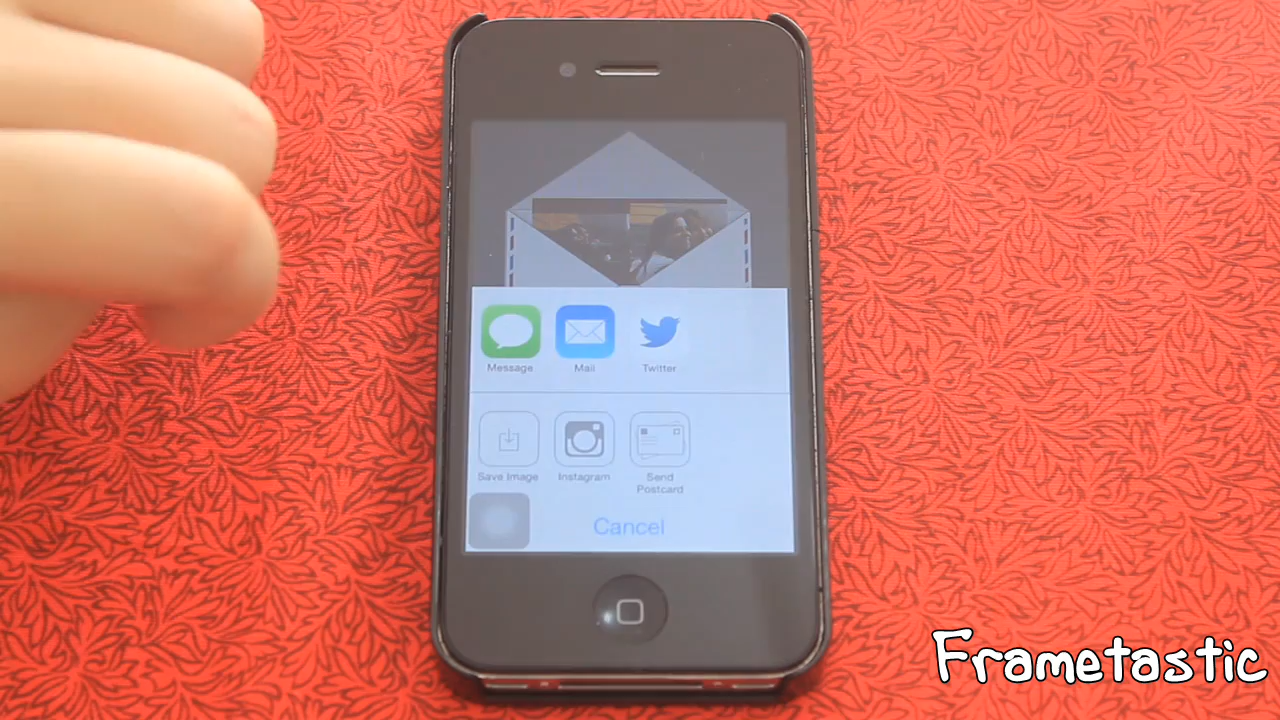 Message Mail Twitter
Save Image Instagram Send
Postcard
Cancel
Frametastic